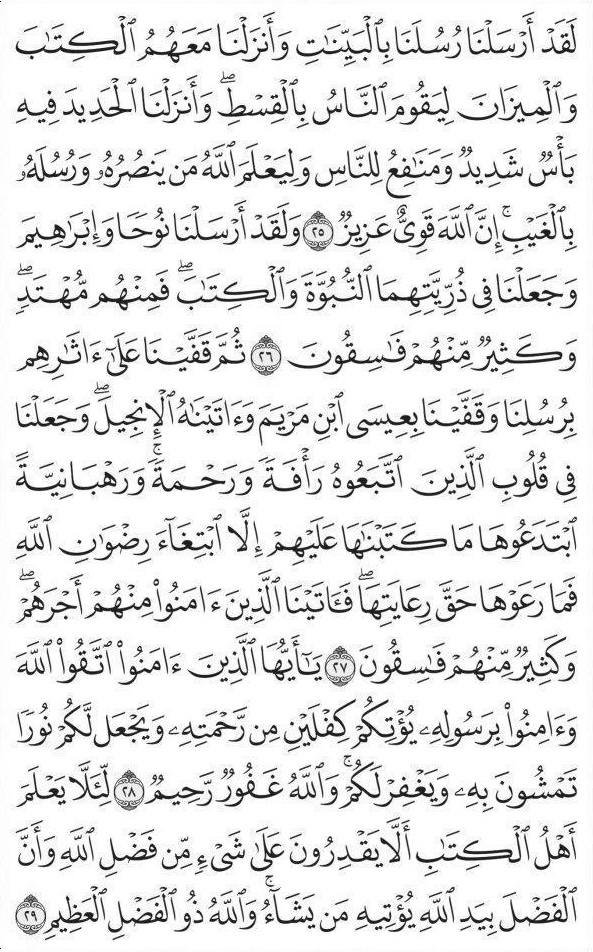 لَقَدۡ أَرۡسَلۡنَا رُسُلَنَا بِٱلۡبَيِّنَٰتِ وَأَنزَلۡنَا مَعَهُمُ ٱلۡكِتَٰبَ
وَٱلۡمِيزَانَ لِيَقُومَ ٱلنَّاسُ بِٱلۡقِسۡطِۖ وَأَنزَلۡنَا ٱلۡحَدِيدَ فِيهِ
بَأۡسٞ شَدِيدٞ وَمَنَٰفِعُ لِلنَّاسِ وَلِيَعۡلَمَ ٱللَّهُ مَن يَنصُرُهُۥ وَرُسُلَهُۥ
بِٱلۡغَيۡبِۚ إِنَّ ٱللَّهَ قَوِيٌّ عَزِيزٞ ٢٥ وَلَقَدۡ أَرۡسَلۡنَا نُوحٗا وَإِبۡرَٰهِيمَ
وَجَعَلۡنَا فِي ذُرِّيَّتِهِمَا ٱلنُّبُوَّةَ وَٱلۡكِتَٰبَۖ فَمِنۡهُم مُّهۡتَدٖۖ
وَكَثِيرٞ مِّنۡهُمۡ فَٰسِقُونَ ٢٦ ثُمَّ قَفَّيۡنَا عَلَىٰٓ ءَاثَٰرِهِم
بِرُسُلِنَا وَقَفَّيۡنَا بِعِيسَى ٱبۡنِ مَرۡيَمَ وَءَاتَيۡنَٰهُ ٱلۡإِنجِيلَۖ وَجَعَلۡنَا
فِي قُلُوبِ ٱلَّذِينَ ٱتَّبَعُوهُ رَأۡفَةٗ وَرَحۡمَةٗۚ وَرَهۡبَانِيَّةً
ٱبۡتَدَعُوهَا مَا كَتَبۡنَٰهَا عَلَيۡهِمۡ إِلَّا ٱبۡتِغَآءَ رِضۡوَٰنِ ٱللَّهِ
فَمَا رَعَوۡهَا حَقَّ رِعَايَتِهَاۖ فَـَٔاتَيۡنَا ٱلَّذِينَ ءَامَنُواْ مِنۡهُمۡ أَجۡرَهُمۡۖ
وَكَثِيرٞ مِّنۡهُمۡ فَٰسِقُونَ ٢٧ يَٰٓأَيُّهَا ٱلَّذِينَ ءَامَنُواْ ٱتَّقُواْ ٱللَّهَ
وَءَامِنُواْ بِرَسُولِهِۦ يُؤۡتِكُمۡ كِفۡلَيۡنِ مِن رَّحۡمَتِهِۦ وَيَجۡعَل لَّكُمۡ نُورٗا
تَمۡشُونَ بِهِۦ وَيَغۡفِرۡ لَكُمۡۚ وَٱللَّهُ غَفُورٞ رَّحِيمٞ ٢٨ لِّئَلَّا يَعۡلَمَ
أَهۡلُ ٱلۡكِتَٰبِ أَلَّا يَقۡدِرُونَ عَلَىٰ شَيۡءٖ مِّن فَضۡلِ ٱللَّهِ وَأَنَّ
ٱلۡفَضۡلَ بِيَدِ ٱللَّهِ يُؤۡتِيهِ مَن يَشَآءُۚ وَٱللَّهُ ذُو ٱلۡفَضۡلِ ٱلۡعَظِيمِ ٢٩